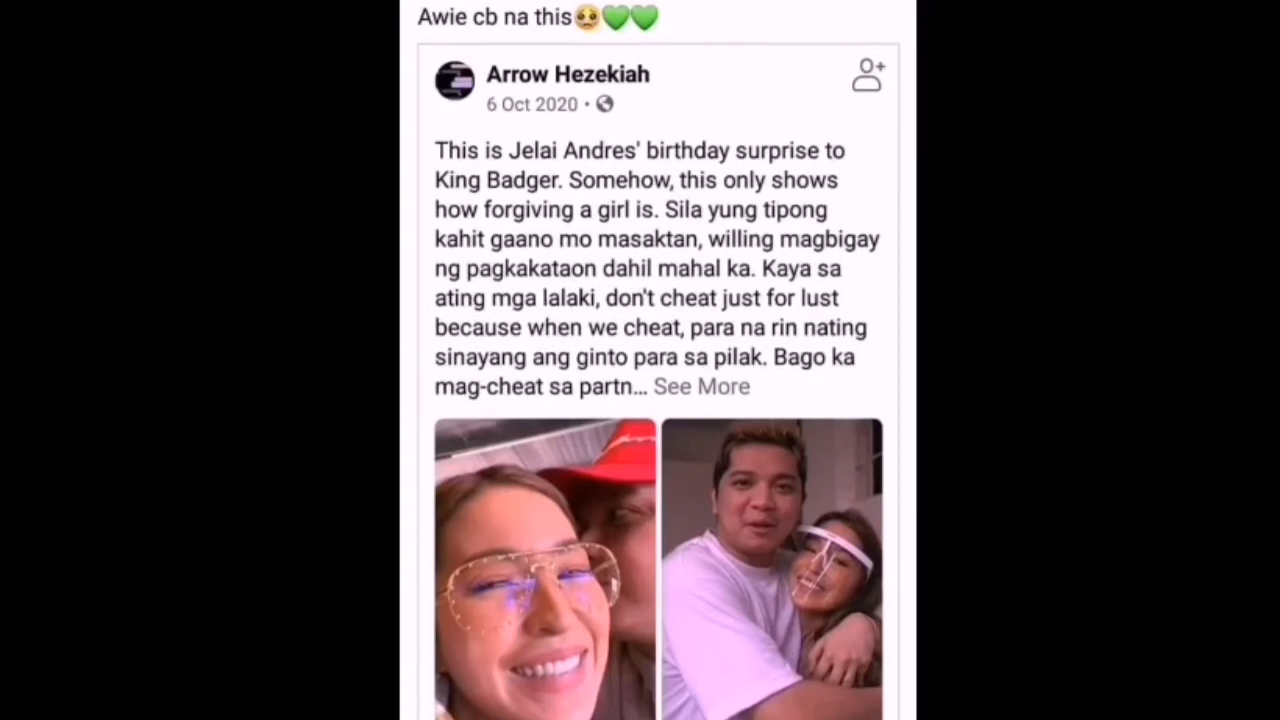 Awie cb na this🥺💚💚
Arrow Hezekiah
6 Oct 2020 •
This is Jelai Andres' birthday surprise to
King Badger. Somehow, this only shows
how forgiving a girl is. Sila yung tipong
kahit gaano mo masaktan, willing magbigay
ng pagkakataon dahil mahal ka. Kaya sa
ating mga lalaki, don't cheat just for lust
because when we cheat, para na rin nating
sinayang ang ginto para sa pilak. Bago ka
mag-cheat sa partn... See More